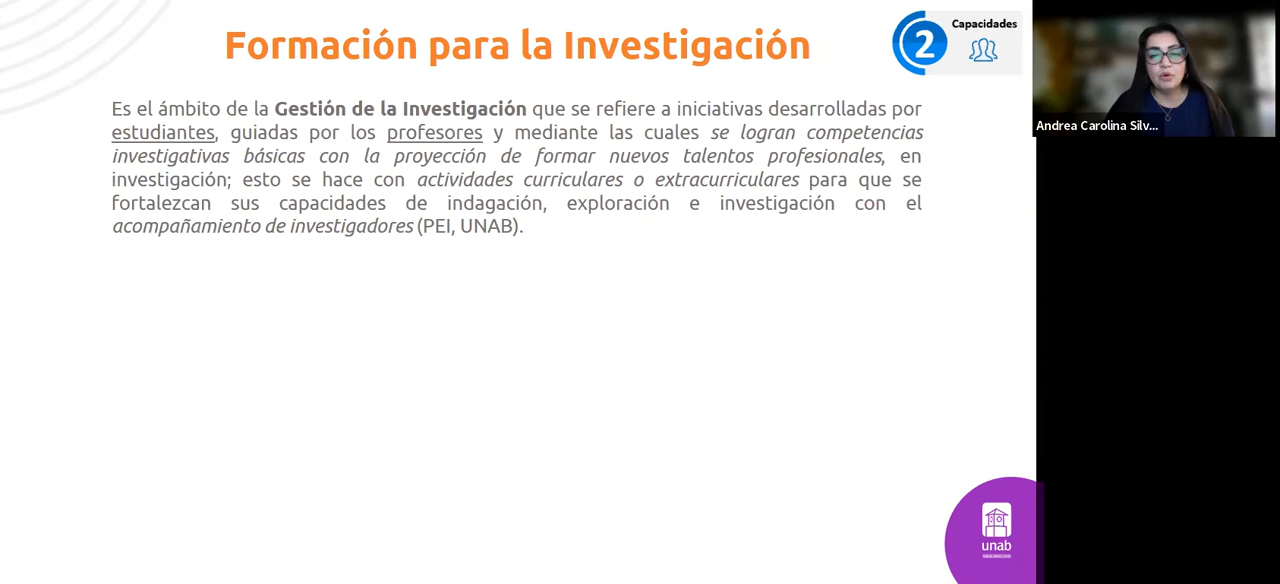 Formación para la Investigación
2
Capacidades
Es el ámbito de la Gestión de la Investigación que se refiere a iniciativas desarrolladas por
estudiantes, guiadas por los profesores y mediante las cuales se logran competencias
investigativas básicas con la proyección de formar nuevos talentos profesionales, en
investigación; esto se hace con actividades curriculares o extracurriculares para que se
fortalezcan sus capacidades de indagación, exploración e investigación con el
acompañamiento de investigadores (PEI, UNAB).
Andrea Carolina Silv...
unab